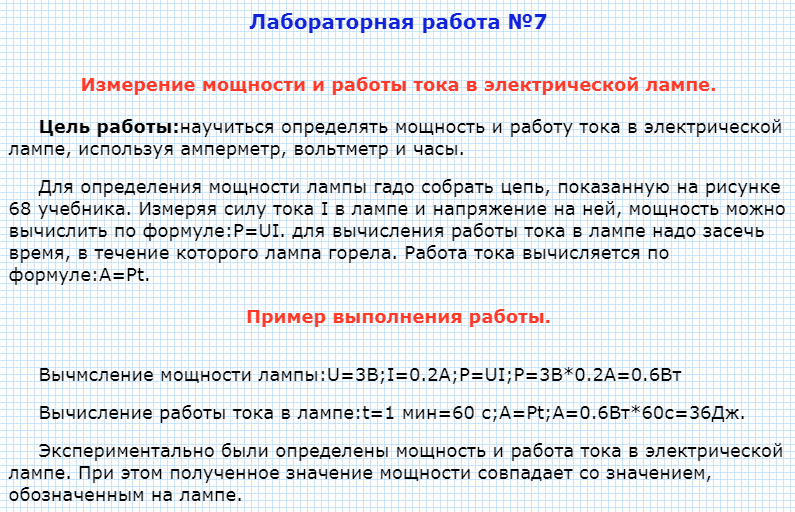 Лабораторная работа №7
Измерение мощности и работы тока в электрической лампе.
Цель работы:научиться определять мощность и работу тока в электрической
лампе, используя амперметр, вольтметр и часы.
Для определения мощности лампы гадо собрать цепь, показанную на рисунке
68 учебника. Измеряя силу тока I в лампе и напряжение на ней, мощность можно
вычислить по формуле:P=UI. для вычисления работы тока в лампе надо засечь
время, в течение которого лампа горела. Работа тока вычисляется по
формуле:A=Pt.
Пример выполнения работы.
Вычмсление мощности лампы:U=3В;I=0.2А;P=UI;P=3В*0.2А=0.6Вт
Вычисление работы тока в лампе:t=1 мин=60 с;A=Pt;A=0.6Вт*60с=36Дж.
Экспериментально были определены мощность и работа тока в электрической
лампе. При этом полученное значение мощности совпадает со значением,
обозначенным на лампе.